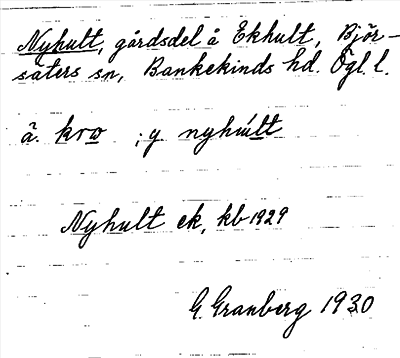 Nyhult, gårdsdel å Ekhult, Björ-
säters sn, Bankekinds hd. Ögl. l.
ä. kro ; y nyhult
Nyhult ek, kb 1929
G. Granberg 1930